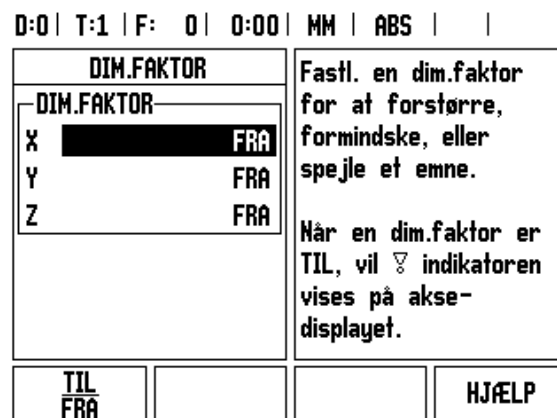 D:0 | T:1 | F: 0 | 0:00 | MM | ABS | |
DIM.FAKTOR
DIM.FAKTOR
X FRA
Y FRA
Z FRA
Fastl. en dim.faktor
for at forstørre,
formindske, eller
spejle et emne.
Når en dim.faktor er
TIL, vil ▽ indikatoren
vises på akse-
displayet.
TIL
FRA
HJÆLP